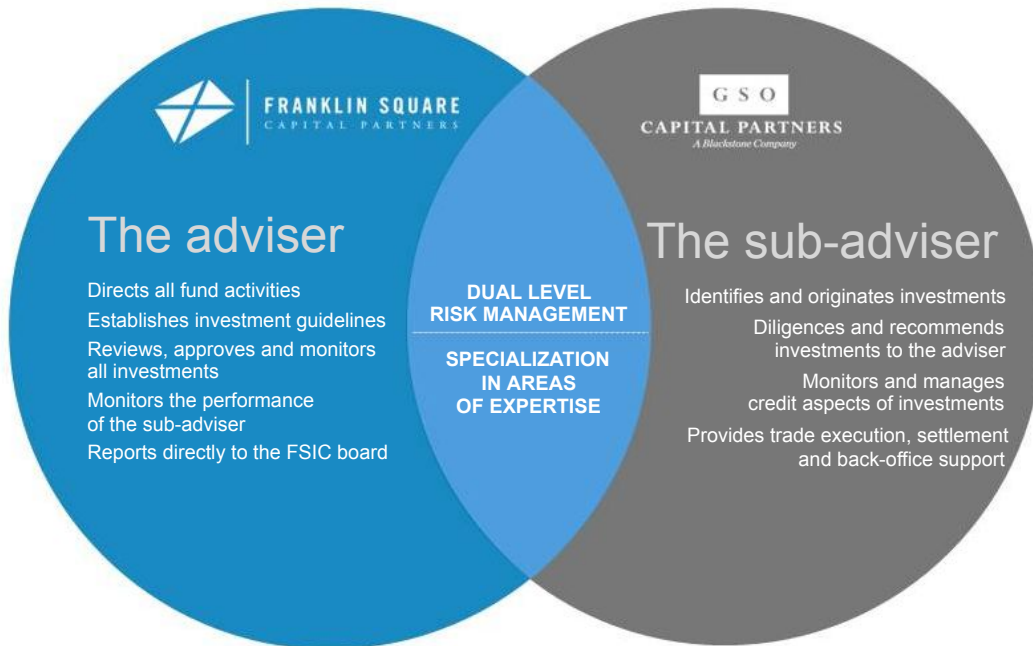 FRANKLIN SQUARE
CAPITAL PARTNERS
The adviser
Directs all fund activities
Establishes investment guidelines
Reviews, approves and monitors
all investments
Monitors the performance
of the sub-adviser
Reports directly to the FSIC board
DUAL LEVEL
RISK MANAGEMENT
SPECIALIZATION
IN AREAS
OF EXPERTISE
GSO
CAPITAL PARTNERS
A Blackstone Company
The sub-adviser
Identifies and originates investments
Diligences and recommends
investments to the adviser
Monitors and manages
credit aspects of investments
Provides trade execution, settlement
and back-office support